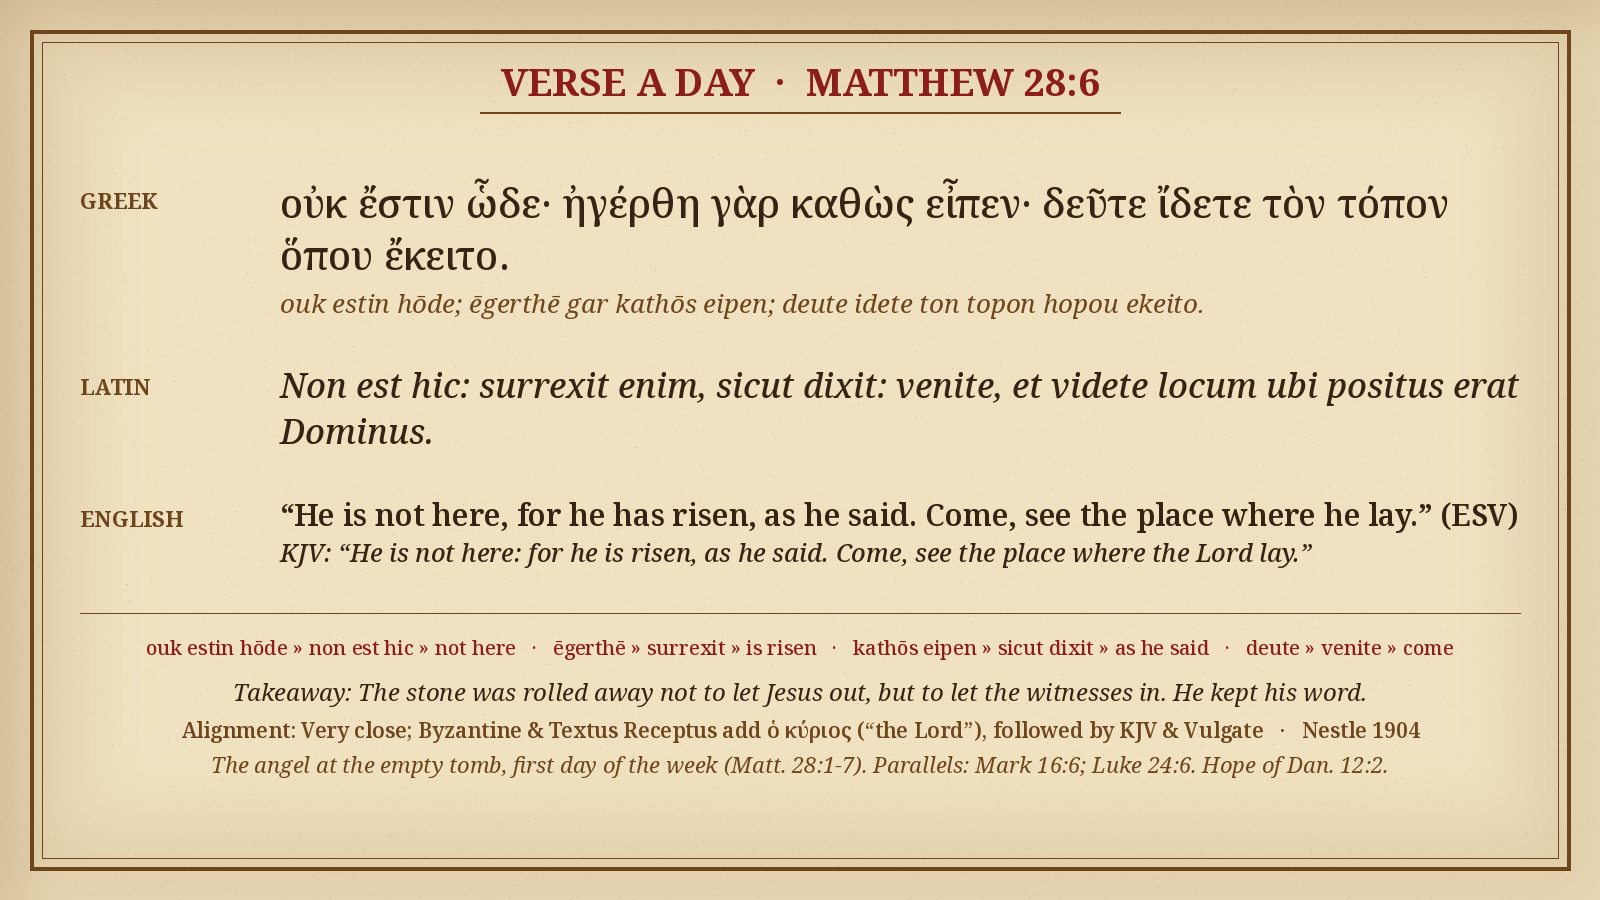 VERSE A DAY · MATTHEW 28:6
GREEK
οὐκ ἔστιν ὧδε· ἠγέρθη γὰρ καθὼς εἶπεν· δεῦτε ἴδετε τὸν τόπον
ὅπου ἔκειτο.
ouk estin hōde; ēgerthē gar kathōs eipen; deute idete ton topon hopou ekeito.
LATIN
Non est hic: surrexit enim, sicut dixit: venite, et videte locum ubi positus erat
Dominus.
ENGLISH
“He is not here, for he has risen, as he said. Come, see the place where he lay.” (ESV)
KJV: “He is not here: for he is risen, as he said. Come, see the place where the Lord lay.”
ouk estin hōde » non est hic » not here · ēgerthē » surrexit » is risen · kathōs eipen » sicut dixit » as he said · deute » venite » come
Takeaway: The stone was rolled away not to let Jesus out, but to let the witnesses in. He kept his word.
Alignment: Very close; Byzantine & Textus Receptus add ὁ κύριος (“the Lord”), followed by KJV & Vulgate · Nestle 1904
The angel at the empty tomb, first day of the week (Matt. 28:1-7). Parallels: Mark 16:6; Luke 24:6. Hope of Dan. 12:2.